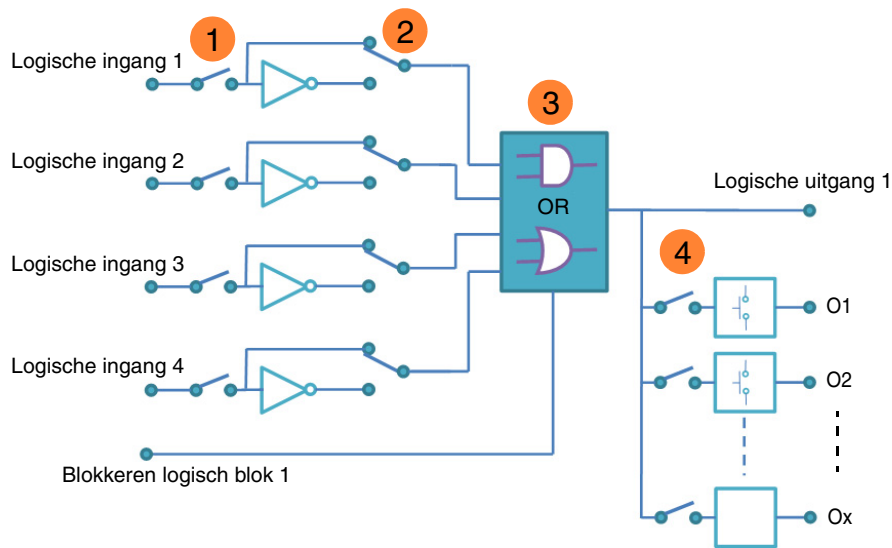 1
2
Logische ingang 1
3
Logische ingang 2
Logische uitgang 1
OR
4
Logische ingang 3
O1
Logische ingang 4
O2
Blokkeren logisch blok 1
Ox